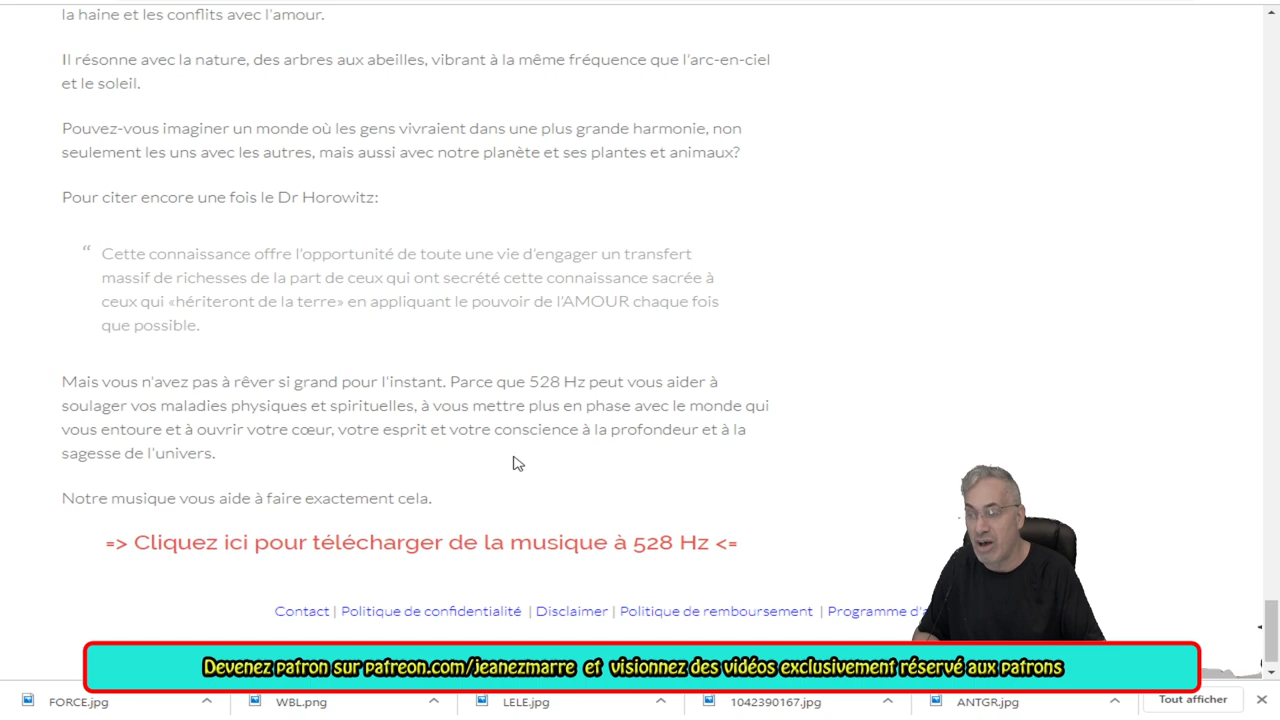 la haine et les conflits avec l'amour.
Il résonne avec la nature, des arbres aux abeilles, vibrant à la même fréquence que l'arc-en-ciel
et le soleil.
Pouvez-vous imaginer un monde où les gens vivraient dans une plus grande harmonie, non
seulement les uns avec les autres, mais aussi avec notre planète et ses plantes et animaux?
Pour citer encore une fois le Dr Horowitz:
“ Cette connaissance offre l'opportunité de toute une vie d'engager un transfert
massif de richesses de la part de ceux qui ont secrété cette connaissance sacrée à
ceux qui «hériteront de la terre» en appliquant le pouvoir de l'AMOUR chaque fois
que possible.
Mais vous n'avez pas à rêver si grand pour l'instant. Parce que 528 Hz peut vous aider à
soulager vos maladies physiques et spirituelles, à vous mettre plus en phase avec le monde qui
vous entoure et à ouvrir votre cœur, votre esprit et votre conscience à la profondeur et à la
sagesse de l'univers.
Notre musique vous aide à faire exactement cela.
=> Cliquez ici pour télécharger de la musique à 528 Hz <=
Contact | Politique de confidentialité | Disclaimer | Politique de remboursement | Programme
Devenez patron sur patreon.com/jeanezmarre et visionnez des vidéos exclusivement réservé aux patrons
FORCE.jpg WBL.png LELE.jpg 1042390167.jpg ANTGR.jpg Tout afficher